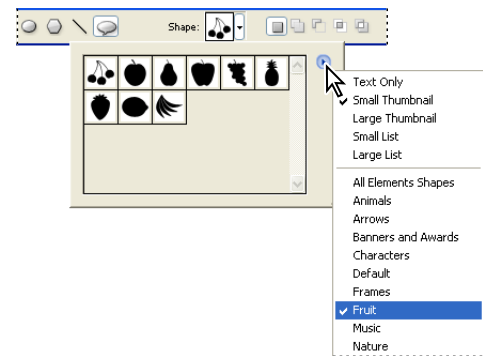 Shape:
Text Only
Small Thumbnail
Large Thumbnail
Small List
Large List
All Elements Shapes
Animals
Arrows
Banners and Awards
Characters
Default
Frames
Fruit
Music
Nature